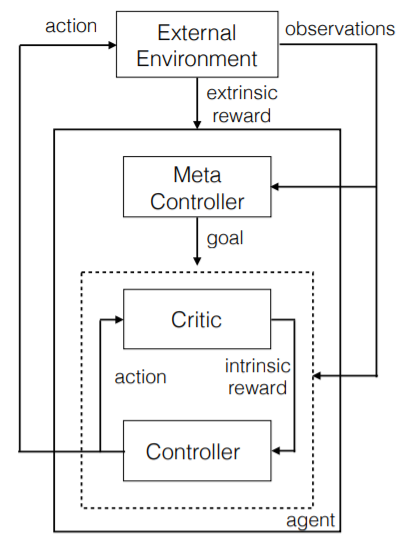 action
External
Environment
observations
extrinsic
reward
Meta
Controller
goal
Critic
action
intrinsic
reward
Controller
agent